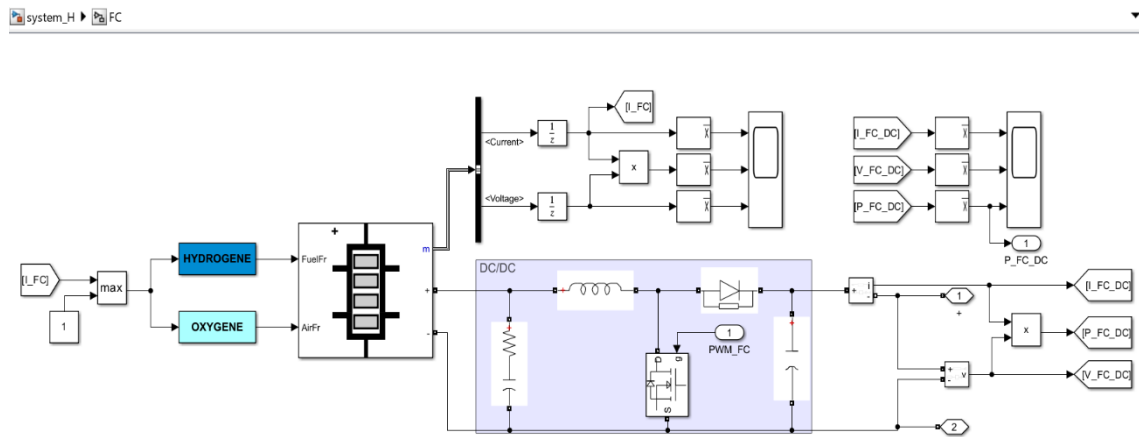 system_H FC
[I_FC]
1
z
<Current>
x
<Voltage>
1
z
[I_FC_DC]
[V_FC_DC]
[P_FC_DC]
1
P_FC_DC
HYDROGENE
OXYGENE
[I_FC]
max
1
+
FuelFr
AirFr
m
+
-
DC/DC
+
1
PWM_FC
g
D
S
+
+
i
-
1
+
+
-
v
x
2
[I_FC_DC]
[P_FC_DC]
[V_FC_DC]